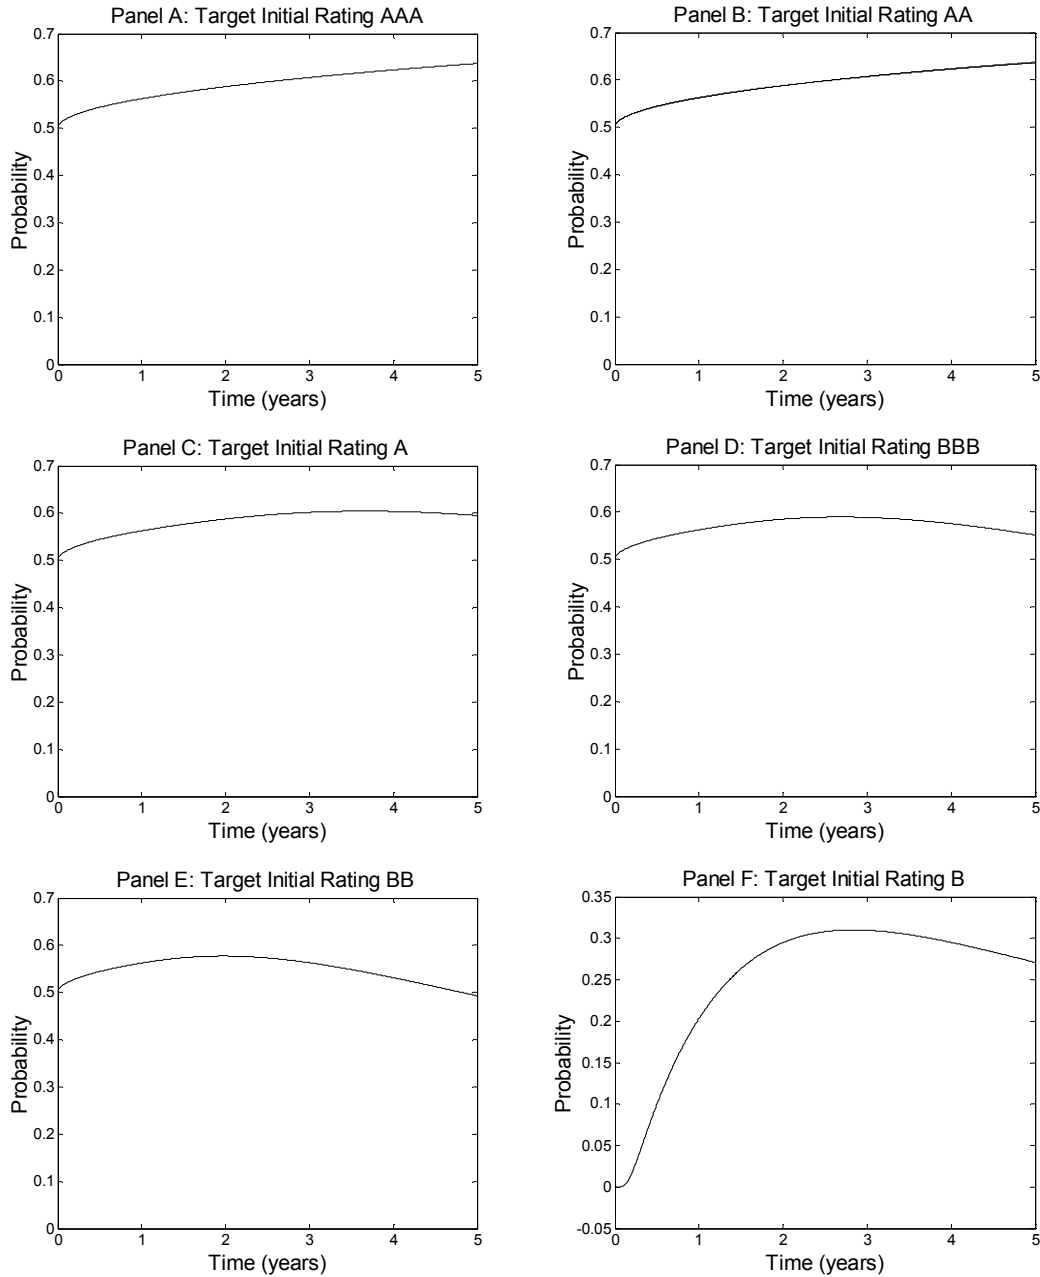 Panel A: Target Initial Rating AAA
0.7
0.6
0.5
0.4
0.3
0.2
0.1
0
Probability
0 1 2 3 4 5
Time (years)
Panel B: Target Initial Rating AA
0.7
0.6
0.5
0.4
0.3
0.2
0.1
0
Probability
0 1 2 3 4 5
Time (years)
Panel C: Target Initial Rating A
0.7
0.6
0.5
0.4
0.3
0.2
0.1
0
Probability
0 1 2 3 4 5
Time (years)
Panel D: Target Initial Rating BBB
0.7
0.6
0.5
0.4
0.3
0.2
0.1
0
Probability
0 1 2 3 4 5
Time (years)
Panel E: Target Initial Rating BB
0.7
0.6
0.5
0.4
0.3
0.2
0.1
0
Probability
0 1 2 3 4 5
Time (years)
Panel F: Target Initial Rating B
0.35
0.3
0.25
0.2
0.15
0.1
0.05
0
-0.05
Probability
0 1 2 3 4 5
Time (years)